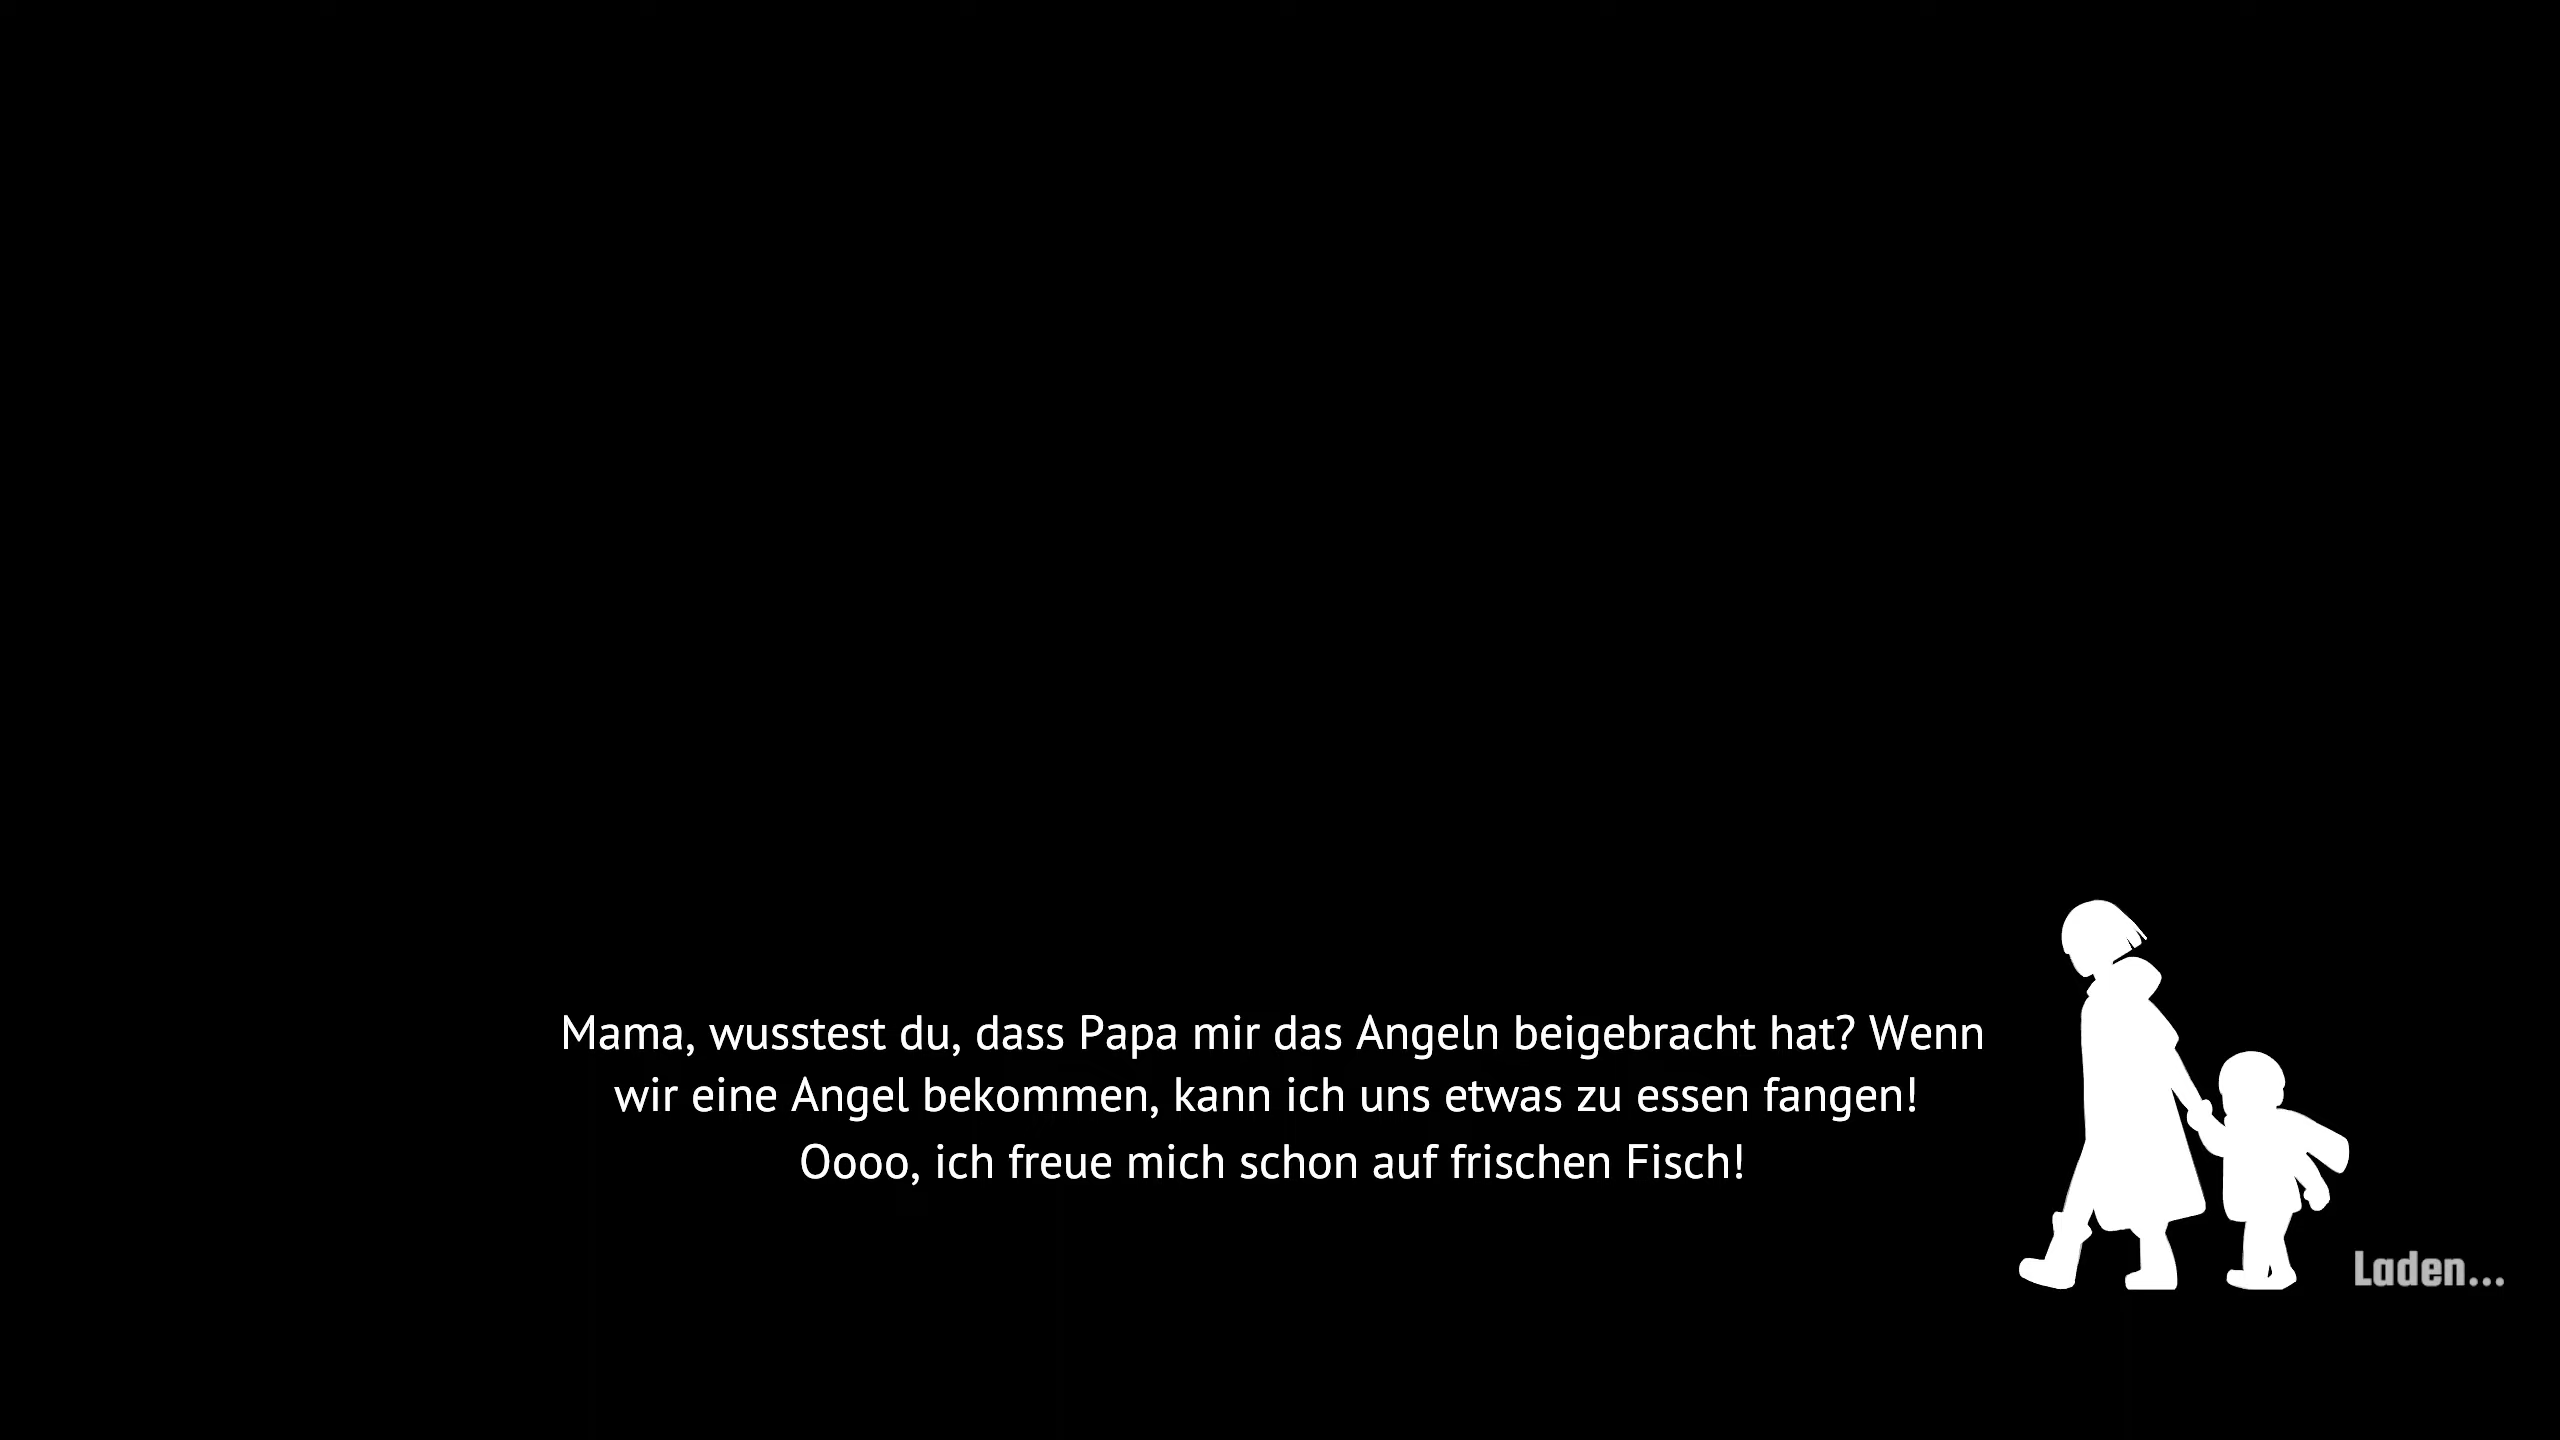 Mama, wusstest du, dass Papa mir das Angeln beigebracht hat? Wenn
wir eine Angel bekommen, kann ich uns etwas zu essen fangen!
Oooo, ich freue mich schon auf frischen Fisch!
Laden...